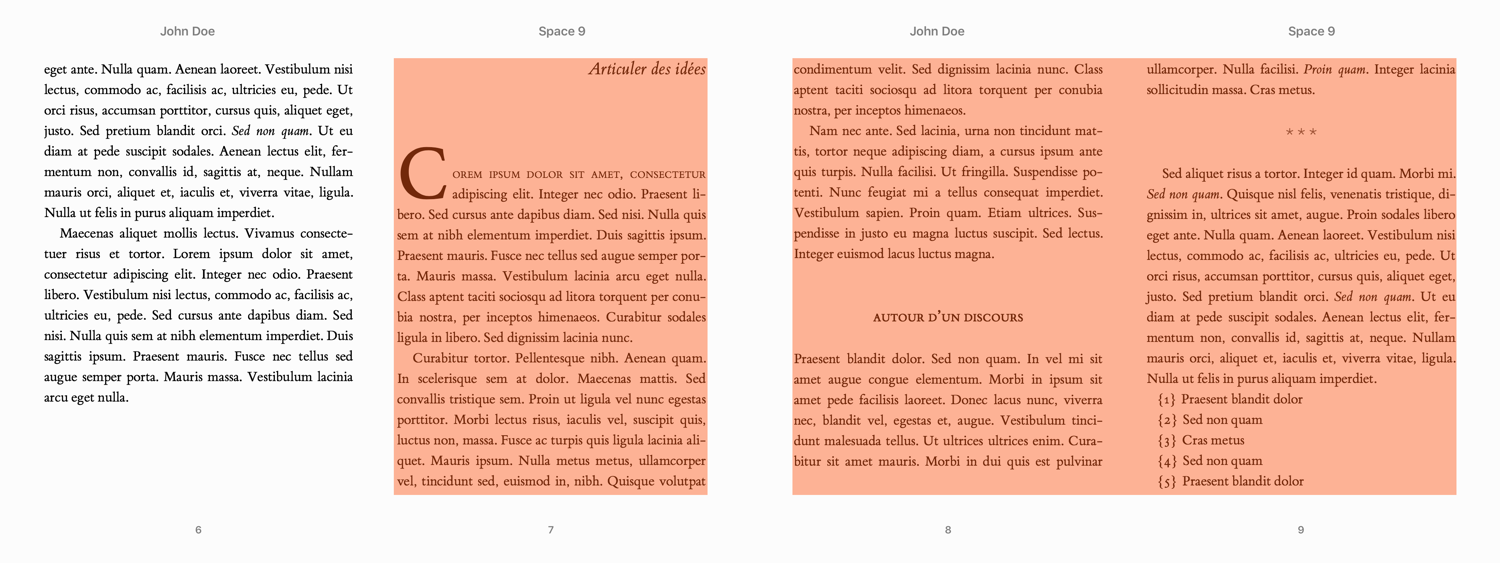 John Doe
eget ante. Nulla quam. Aenean laoreet. Vestibulum nisi
lectus, commodo ac, facilisis ac, ultricies eu, pede. Ut
orci risus, accumsan porttitor, cursus quis, aliquet eget,
justo. Sed pretium blandit orci. Sed non quam. Ut eu
diam at pede suscipit sodales. Aenean lectus elit, fer-
mentum non, convallis id, sagittis at, neque. Nullam
mauris orci, aliquet et, iaculis et, viverra vitae, ligula.
Nulla ut felis in purus aliquam imperdiet.
Maecenas aliquet mollis lectus. Vivamus consecte-
tuer risus et tortor. Lorem ipsum dolor sit amet,
consectetur adipiscing elit. Integer nec odio. Praesent
libero. Vestibulum nisi lectus, commodo ac, facilisis ac,
ultricies eu, pede. Sed cursus ante dapibus diam. Sed
nisi. Nulla quis sem at nibh elementum imperdiet. Duis
sagittis ipsum. Praesent mauris. Fusce nec tellus sed
augue semper porta. Mauris massa. Vestibulum lacinia
arcu eget nulla.
6
Space 9
Articuler des idées
Corem ipsum dolor sit amet, consectetur
adipiscing elit. Integer nec odio. Praesent li-
bero. Sed cursus ante dapibus diam. Sed nisi. Nulla quis
sem at nibh elementum imperdiet. Duis sagittis ipsum.
Praesent mauris. Fusce nec tellus sed augue semper por-
ta. Mauris massa. Vestibulum lacinia arcu eget nulla.
Class aptent taciti sociosqu ad litora torquent per conu-
bia nostra, per inceptos himenaeos. Curabitur sodales
ligula in libero. Sed dignissim lacinia nunc.
Curabitur tortor. Pellentesque nibh. Aenean quam.
In scelerisque sem at dolor. Maecenas mattis. Sed
convallis tristique sem. Proin ut ligula vel nunc egestas
porttitor. Morbi lectus risus, iaculis vel, suscipit quis,
luctus non, massa. Fusce ac turpis quis ligula lacinia ali-
quet. Mauris ipsum. Nulla metus metus, ullamcorper
vel, tincidunt sed, euismod in, nibh. Quisque volutpat
7
John Doe
condimentum velit. Sed dignissim lacinia nunc. Class
aptent taciti sociosqu ad litora torquent per conubia
nostra, per inceptos himenaeos.
Nam nec ante. Sed lacinia, urna non tincidunt mat-
tis, tortor neque adipiscing diam, a cursus ipsum ante
quis turpis. Nulla facilisi. Ut fringilla. Suspendisse po-
tenti. Nunc feugiat mi a tellus consequat imperdiet.
Vestibulum sapien. Proin quam. Etiam ultrices. Sus-
pendisse in justo eu magna luctus suscipit. Sed lectus.
Integer euismod lacus luctus magna.
AUTOUR D'UN DISCOURS
Praesent blandit dolor. Sed non quam. In vel mi sit
amet augue congue elementum. Morbi in ipsum sit
amet pede facilisis laoreet. Donec lacus nunc, viverra
nec, blandit vel, egestas et, augue. Vestibulum tinci-
dunt malesuada tellus. Ut ultrices ultrices enim. Cura-
bitur sit amet mauris. Morbi in dui quis est pulvinar
8
Space 9
ullamcorper. Nulla facilisi. Proin quam. Integer lacinia
sollicitudin massa. Cras metus.
* * *
Sed aliquet risus a tortor. Integer id quam. Morbi mi.
Sed non quam. Quisque nisl felis, venenatis tristique, di-
gnissim in, ultrices sit amet, augue. Proin sodales libero
eget ante. Nulla quam. Aenean laoreet. Vestibulum nisi
lectus, commodo ac, facilisis ac, ultricies eu, pede. Ut
orci risus, accumsan porttitor, cursus quis, aliquet eget,
justo. Sed pretium blandit orci. Sed non quam. Ut eu
diam at pede suscipit sodales. Aenean lectus elit, fer-
mentum non, convallis id, sagittis at, neque. Nullam
mauris orci, aliquet et, iaculis et, viverra vitae, ligula.
Nulla ut felis in purus aliquam imperdiet.
{1} Praesent blandit dolor
{2} Sed non quam
{3} Cras metus
{4} Sed non quam
{5} Praesent blandit dolor
9